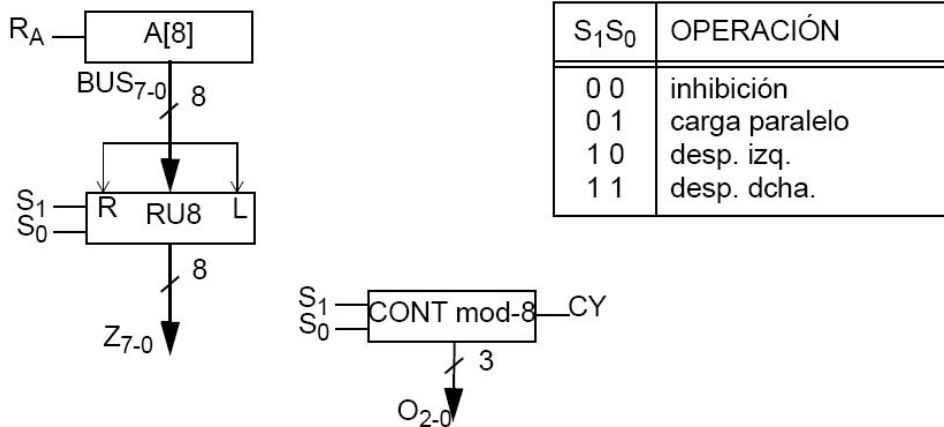 R_A
A[8]
BUS_7-0
8
S_1
S_0
R
RU8
L
8
Z_7-0
S_1
S_0
CONT mod-8
CY
3
O_2-0
S_1S_0 OPERACIÓN
0 0 inhibición
0 1 carga paralelo
1 0 desp. izq.
1 1 desp. dcha.